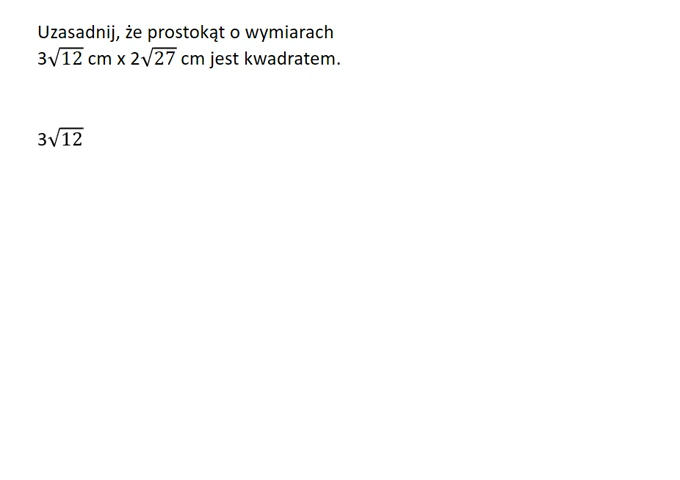 Uzasadnij, że prostokąt o wymiarach
3√12 cm x 2√27 cm jest kwadratem.
3√12